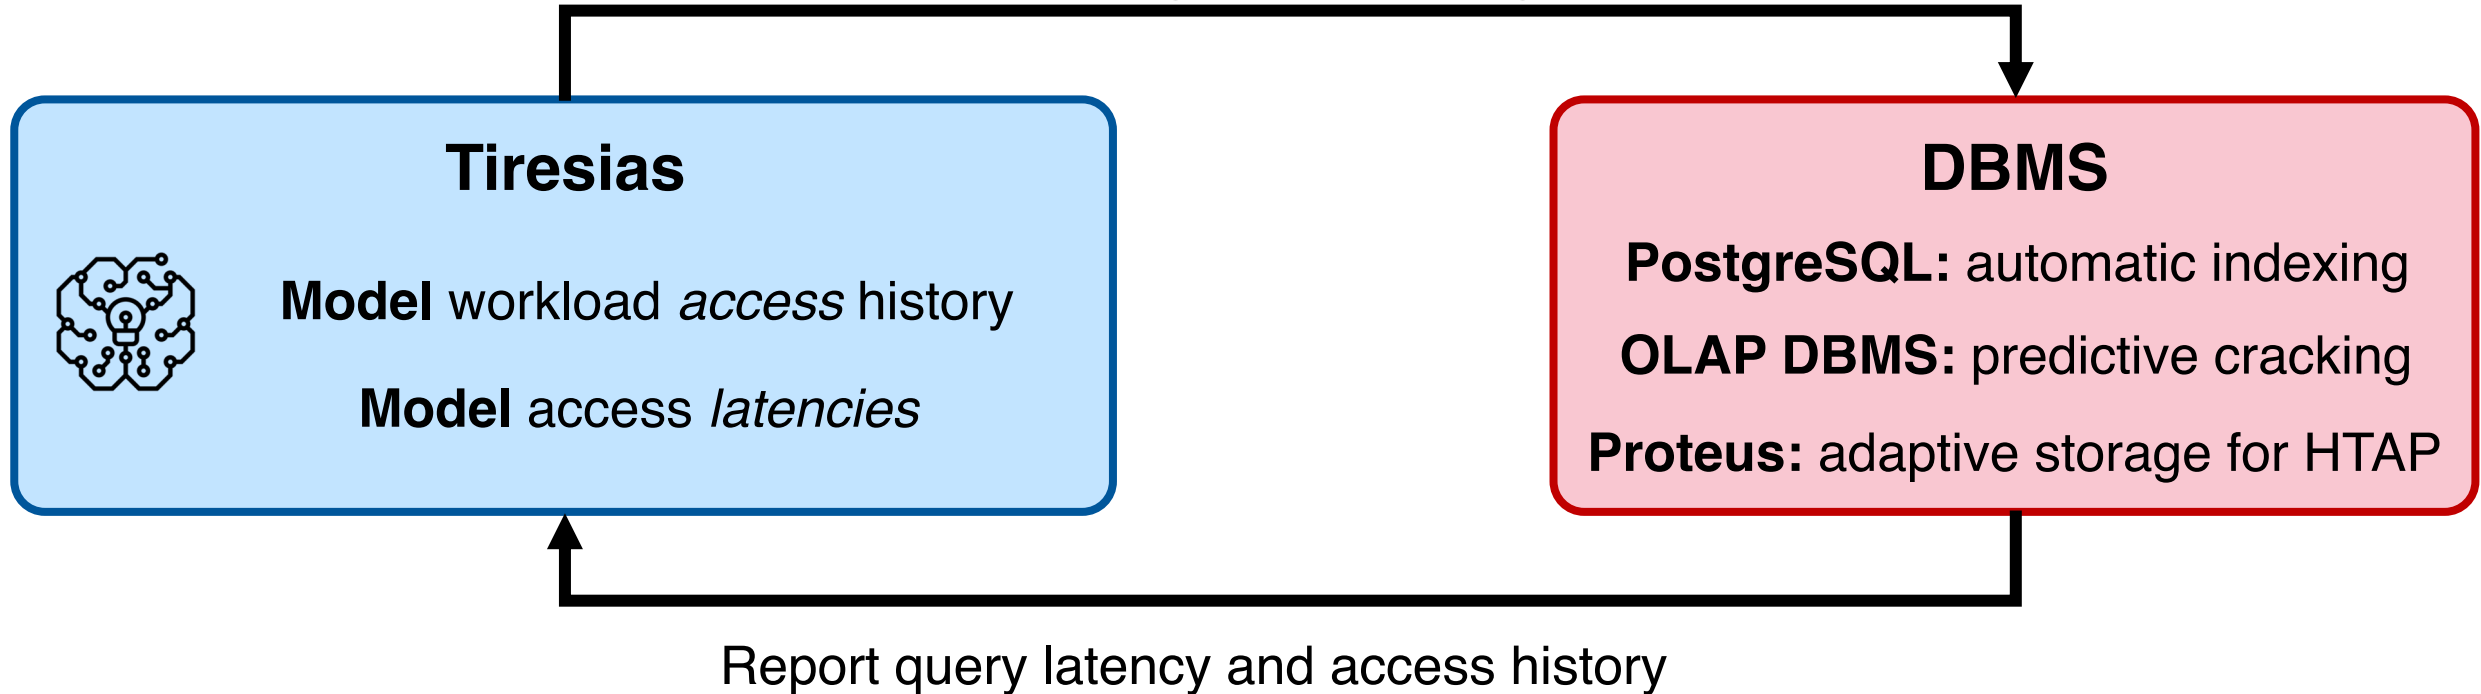 Tiresias
Model workload access history
Model access latencies
DBMS
PostgreSQL: automatic indexing
OLAP DBMS: predictive cracking
Proteus: adaptive storage for HTAP
Report query latency and access history